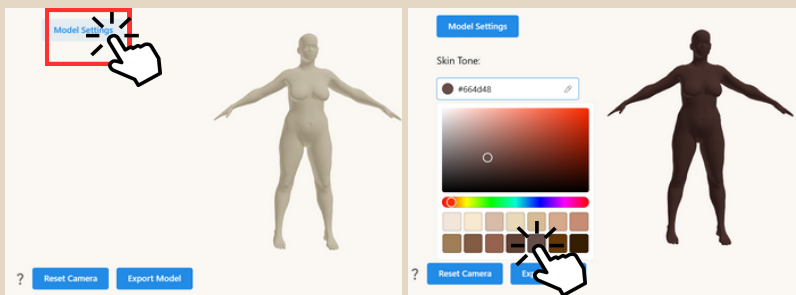 Model Settings
?
Reset Camera
Export Model
Model Settings
Skin Tone:
#664d48
?
Reset Camera